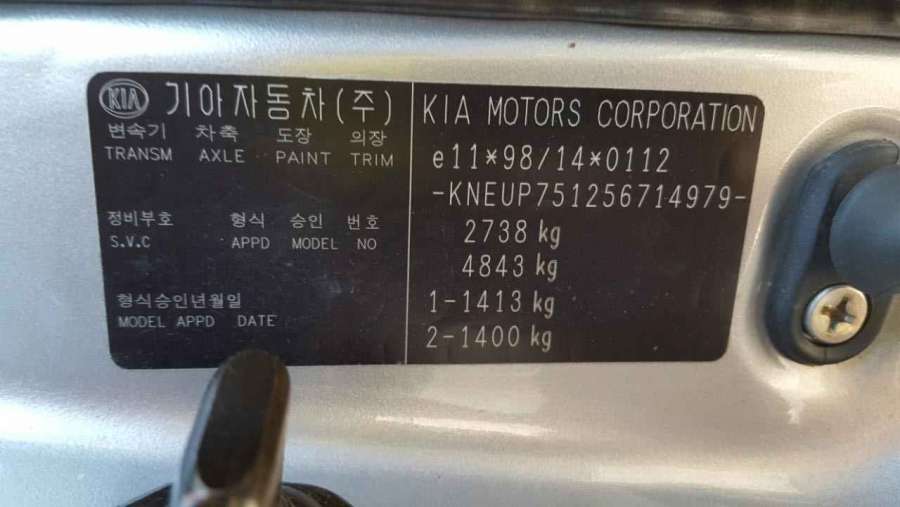 KIA 기아자동차(주)
변속기 차축 도장 의장
TRANSM AXLE PAINT TRIM
정비부호 형식 승인 번호
S.V.C APPD MODEL NO
형식승인년월일
MODEL APPD DATE
KIA MOTORS CORPORATION
e11*98/14*0112
-KNEUP751256714979-
2738 kg
4843 kg
1-1413 kg
2-1400 kg